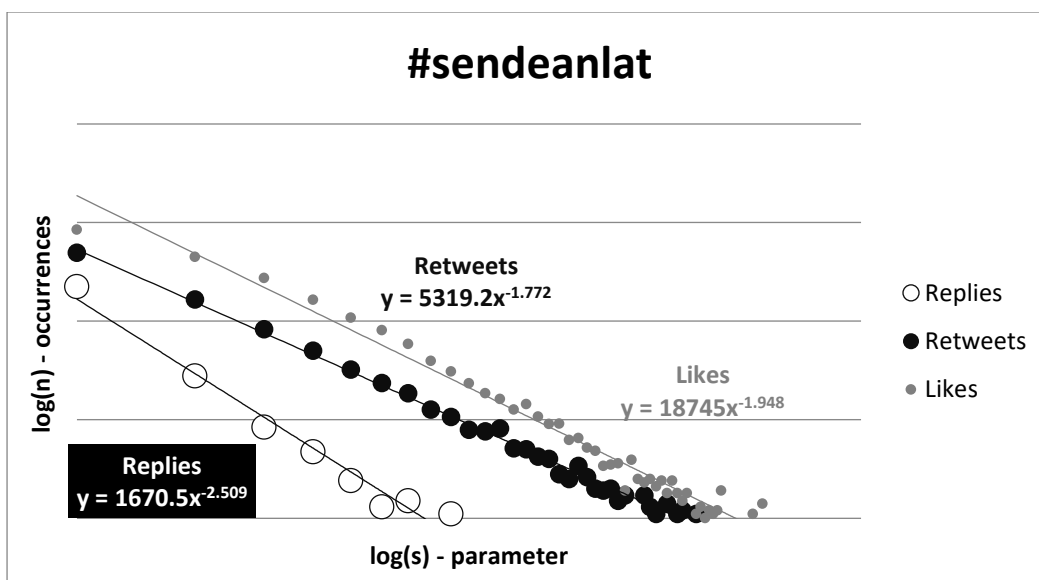 #sendeanlat
log(n) - occurrences
Retweets
y = 5319.2x^-1.772
Likes
y = 18745x^-1.948
Replies
y = 1670.5x^-2.509
log(s) - parameter
Replies
Retweets
Likes